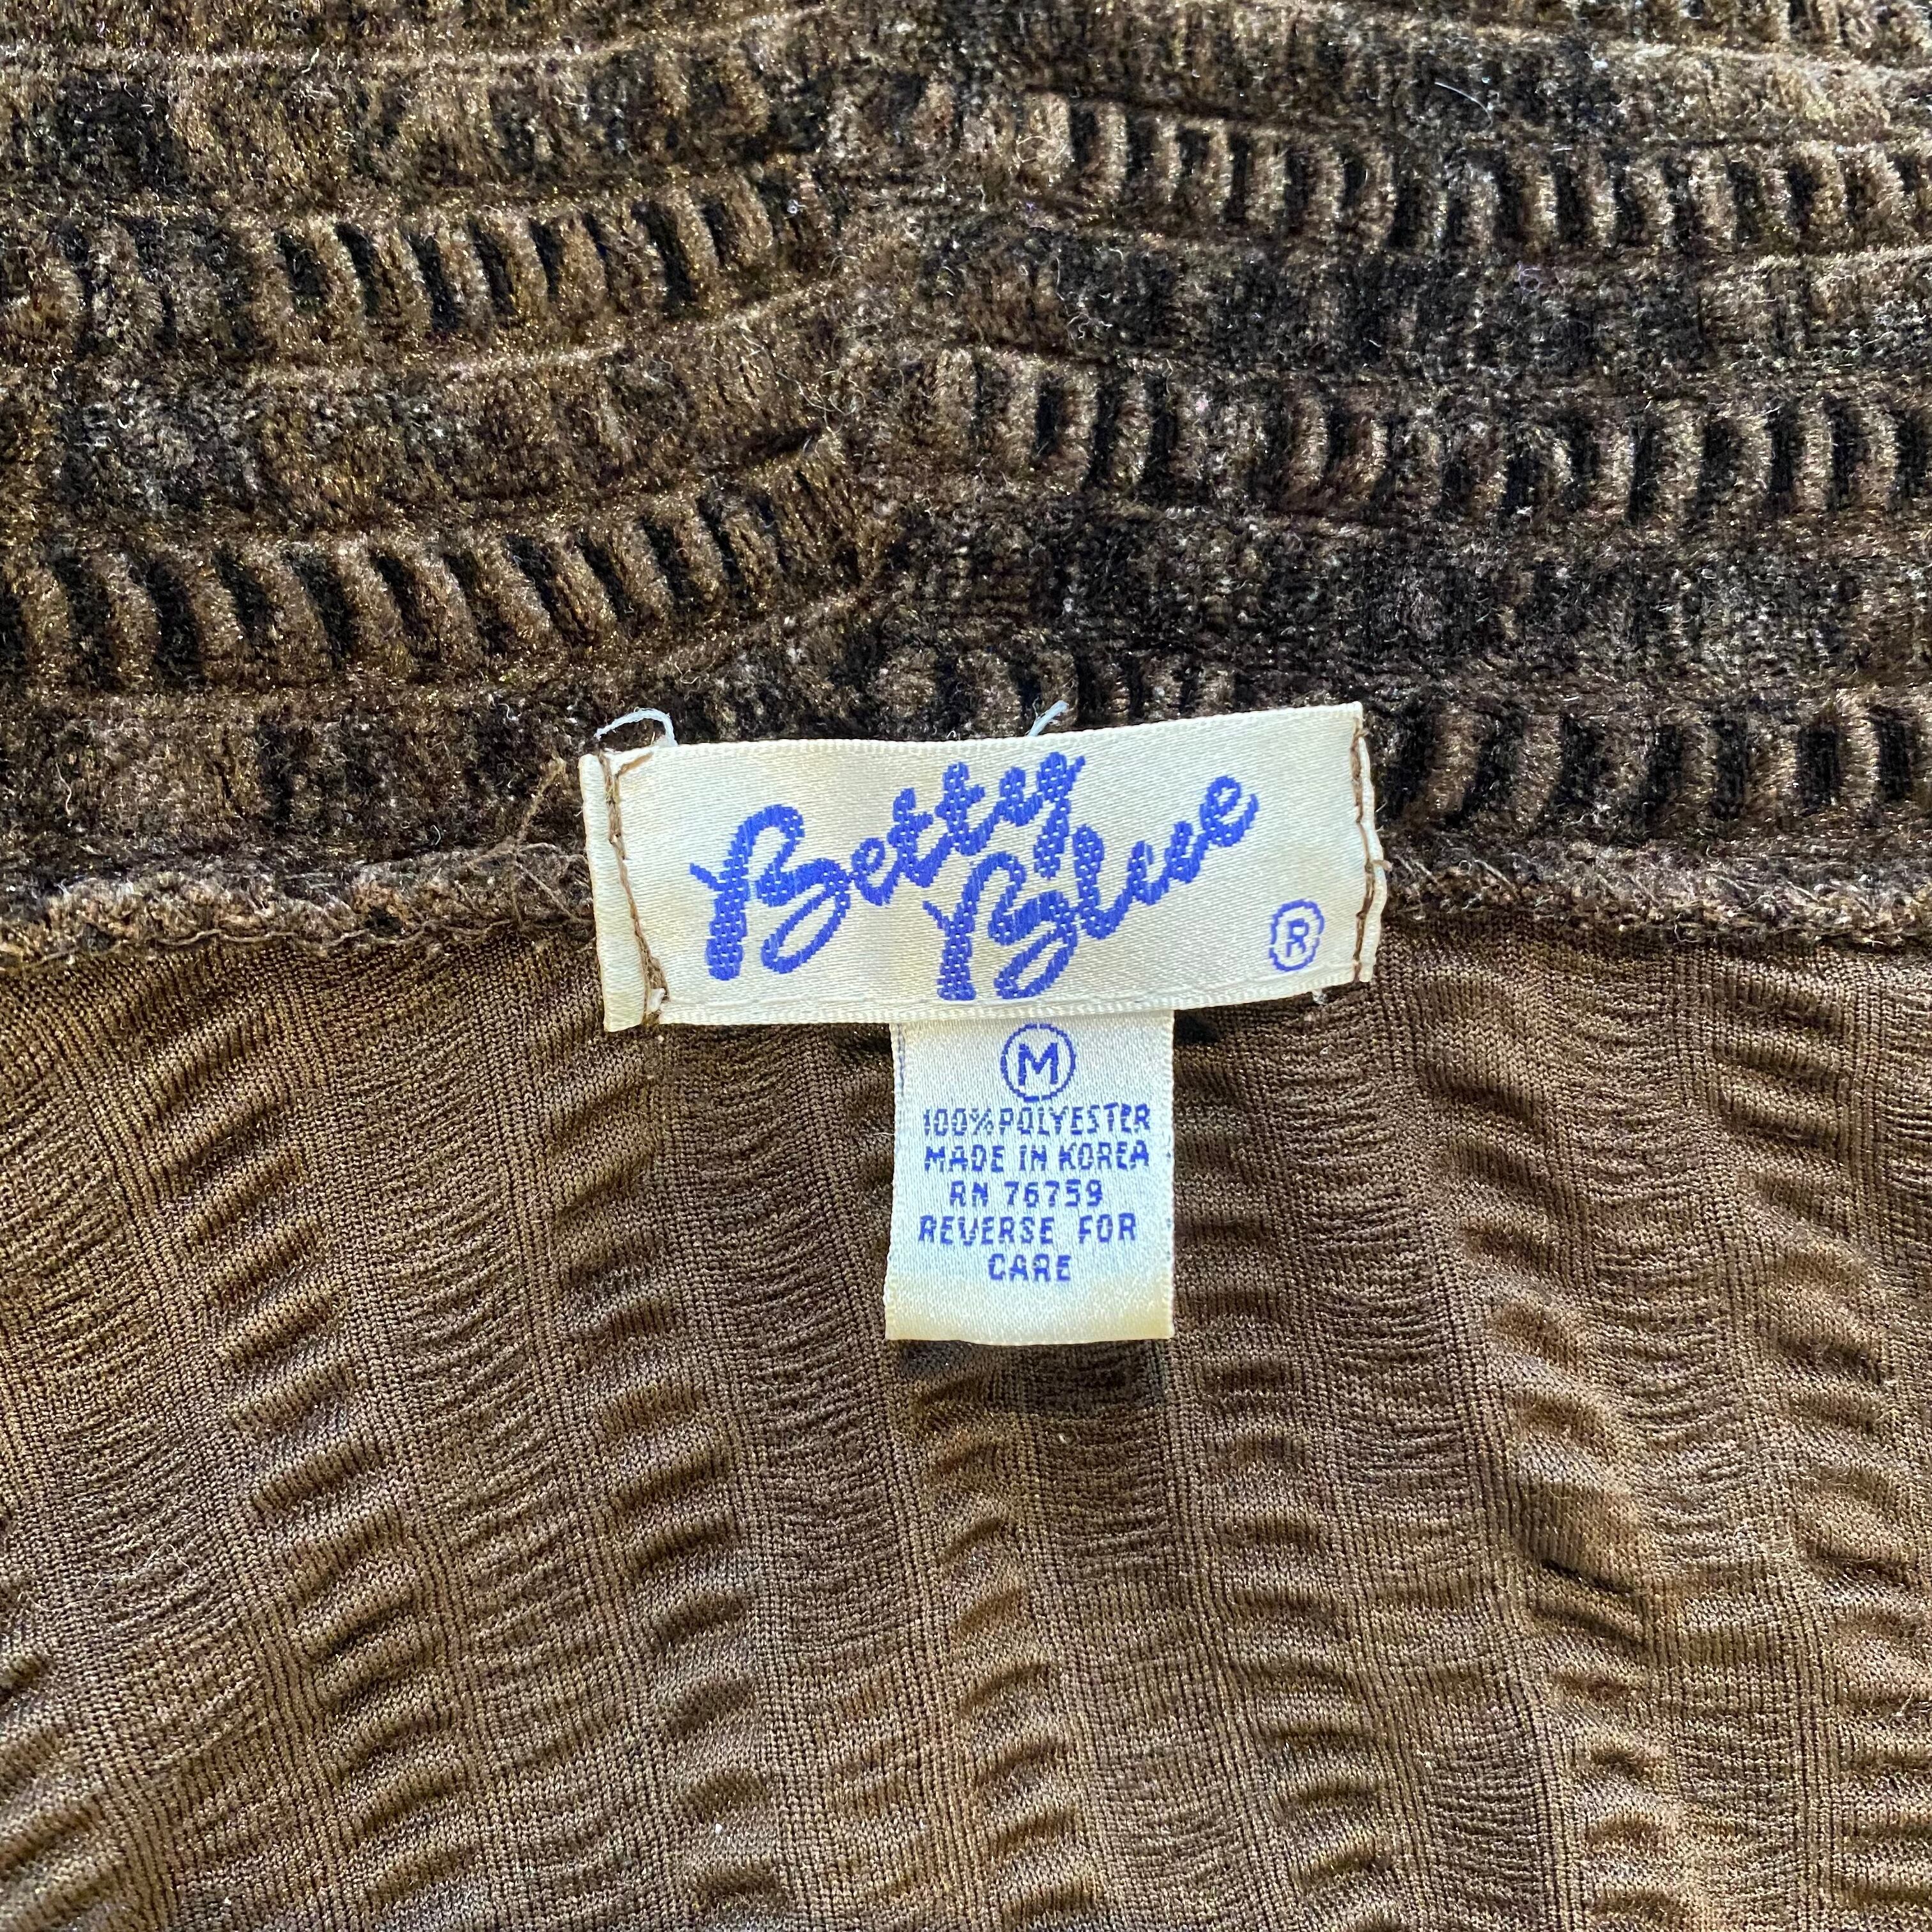 Betty
Blue
®
M
100% POLYESTER
MADE IN KOREA
RN 76759
REVERSE FOR
CARE